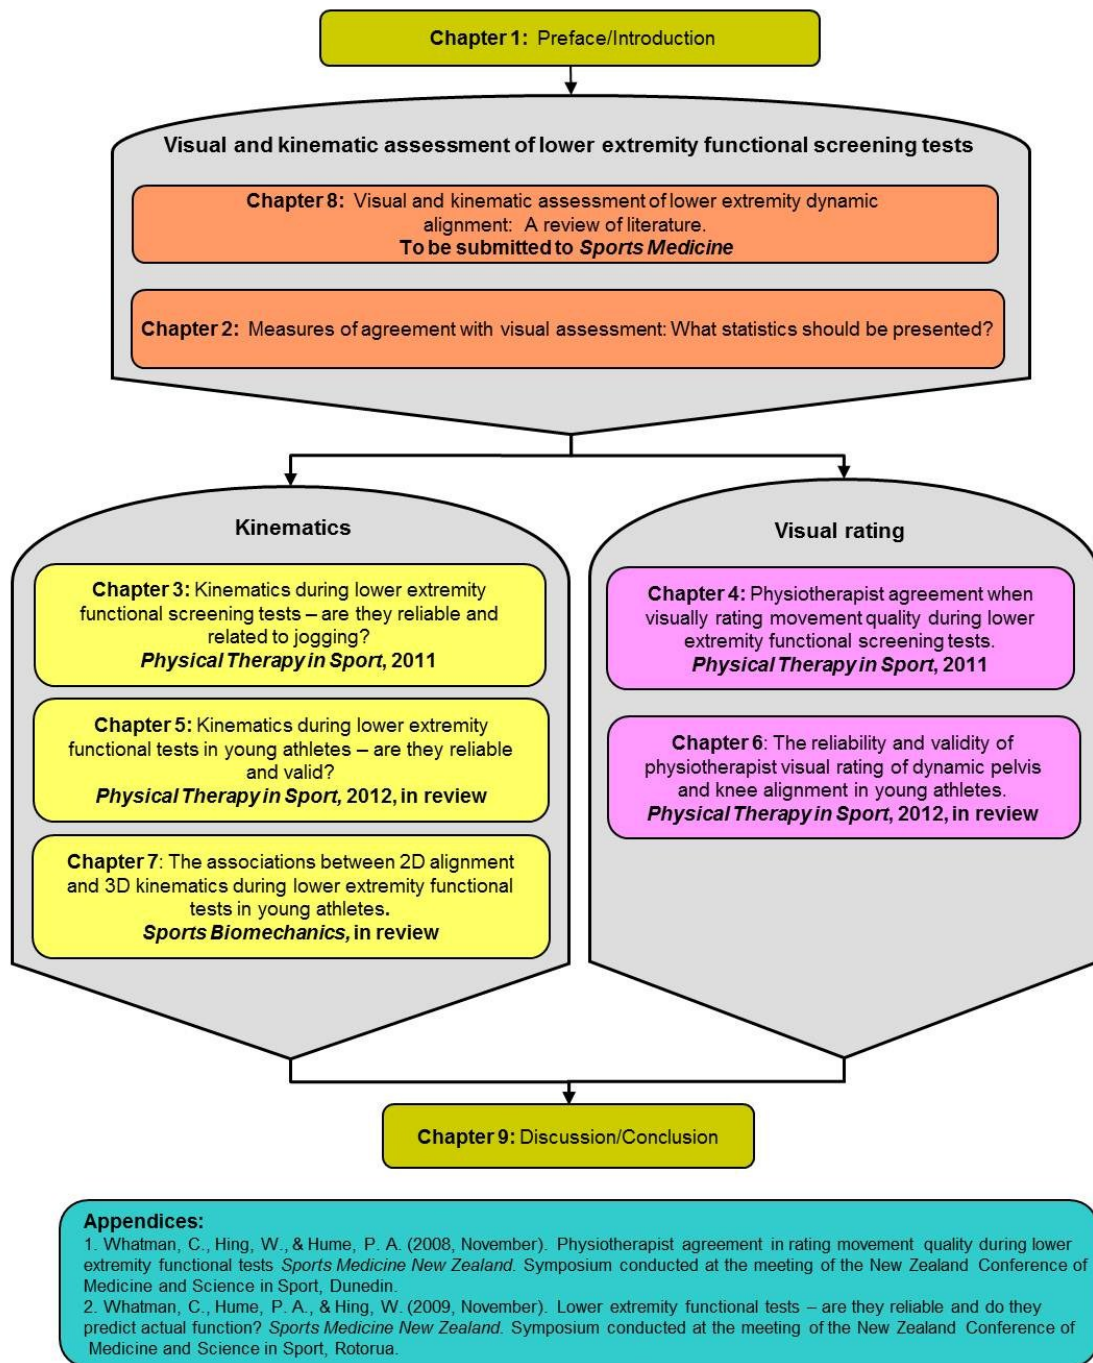 Chapter 1: Preface/Introduction
Visual and kinematic assessment of lower extremity functional screening tests
Chapter 8: Visual and kinematic assessment of lower extremity dynamic
alignment: A review of literature.
To be submitted to Sports Medicine
Chapter 2: Measures of agreement with visual assessment: What statistics should be presented?
Kinematics
Chapter 3: Kinematics during lower extremity
functional screening tests – are they reliable and
related to jogging?
Physical Therapy in Sport, 2011
Chapter 5: Kinematics during lower extremity
functional tests in young athletes – are they reliable
and valid?
Physical Therapy in Sport, 2012, in review
Chapter 7: The associations between 2D alignment
and 3D kinematics during lower extremity functional
tests in young athletes.
Sports Biomechanics, in review
Visual rating
Chapter 4: Physiotherapist agreement when
visually rating movement quality during lower
extremity functional screening tests.
Physical Therapy in Sport, 2011
Chapter 6: The reliability and validity of
physiotherapist visual rating of dynamic pelvis
and knee alignment in young athletes.
Physical Therapy in Sport, 2012, in review
Chapter 9: Discussion/Conclusion
Appendices:
1. Whatman, C., Hing, W., & Hume, P. A. (2008, November). Physiotherapist agreement in rating movement quality during lower
extremity functional tests Sports Medicine New Zealand. Symposium conducted at the meeting of the New Zealand Conference of
Medicine and Science in Sport, Dunedin.
2. Whatman, C., Hume, P. A., & Hing, W. (2009, November). Lower extremity functional tests – are they reliable and do they
predict actual function? Sports Medicine New Zealand. Symposium conducted at the meeting of the New Zealand Conference of
Medicine and Science in Sport, Rotorua.